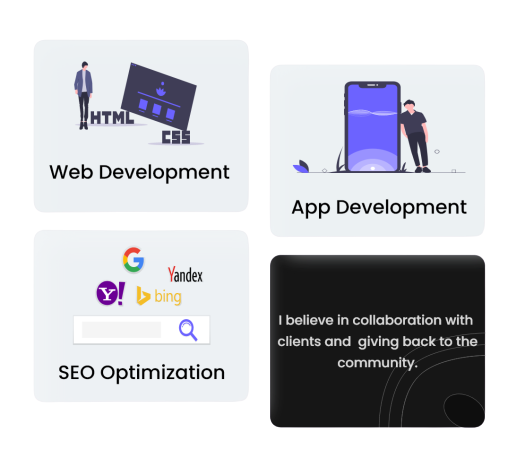 HTML
CSS
Web Development
App Development
G
Yandex
Y!
bing
SEO Optimization
I believe in collaboration with
clients and giving back to the
community.